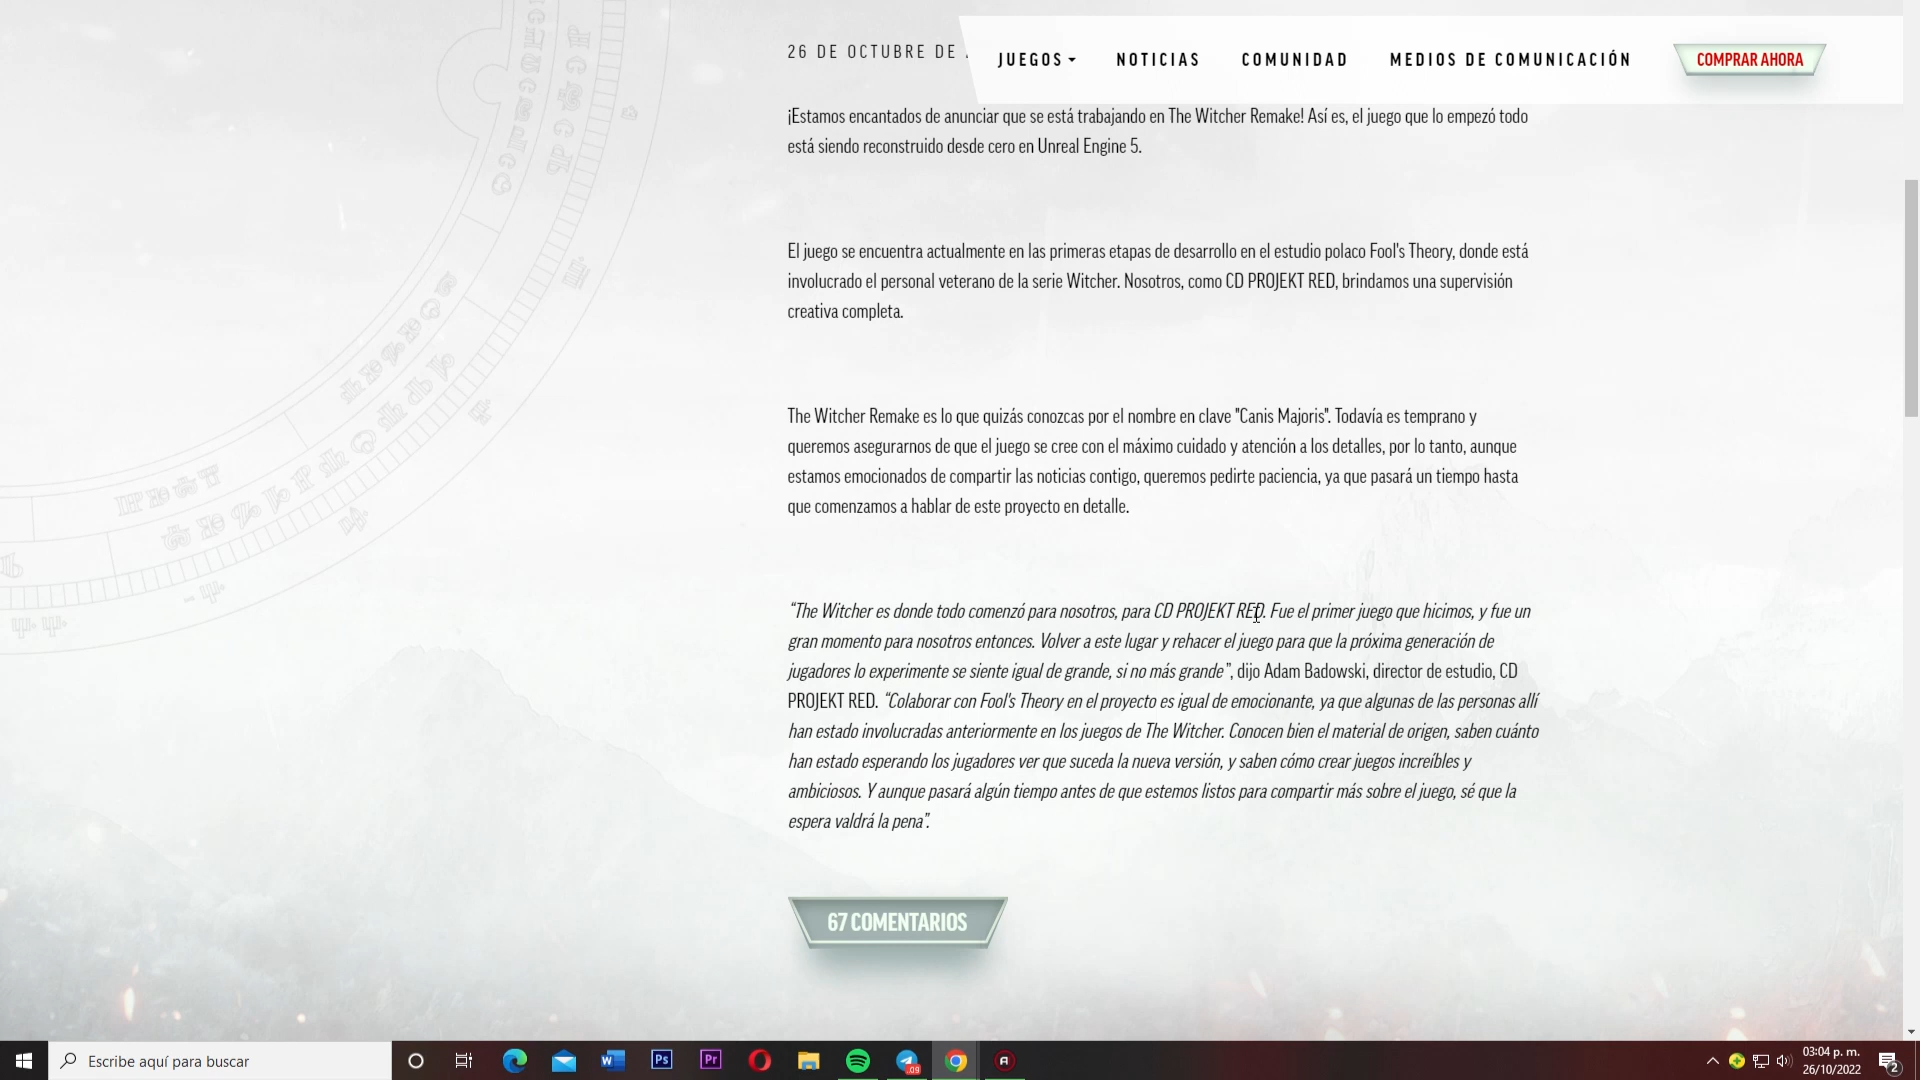 26 DE OCTUBRE DE
JUEGOS
NOTICIAS
COMUNIDAD
MEDIOS DE COMUNICACIÓN
COMPRAR AHORA
¡Estamos encantados de anunciar que se está trabajando en The Witcher Remake! Así es, el juego que lo empezó todo
está siendo reconstruido desde cero en Unreal Engine 5.
El juego se encuentra actualmente en las primeras etapas de desarrollo en el estudio polaco Fool's Theory, donde está
involucrado el personal veterano de la serie Witcher. Nosotros, como CD PROJEKT RED, brindamos una supervisión
creativa completa.
The Witcher Remake es lo que quizás conozcas por el nombre en clave "Canis Majoris". Todavía es temprano y
queremos asegurarnos de que el juego se cree con el máximo cuidado y atención a los detalles, por lo tanto, aunque
estamos emocionados de compartir las noticias contigo, queremos pedirte paciencia, ya que pasará un tiempo hasta
que comenzamos a hablar de este proyecto en detalle.
“The Witcher es donde todo comenzó para nosotros, para CD PROJEKT RED. Fue el primer juego que hicimos, y fue un
gran momento para nosotros entonces. Volver a este lugar y rehacer el juego para que la próxima generación de
jugadores lo experimente se siente igual de grande, si no más grande”, dijo Adam Badowski, director de estudio, CD
PROJEKT RED. “Colaborar con Fool's Theory en el proyecto es igual de emocionante, ya que algunas de las personas allí
han estado involucradas anteriormente en los juegos de The Witcher. Conocen bien el material de origen, saben cuánto
han estado esperando los jugadores ver que suceda la nueva versión, y saben cómo crear juegos increíbles y
ambiciosos. Y aunque pasará algún tiempo antes de que estemos listos para compartir más sobre el juego, sé que la
espera valdrá la pena”.
67 COMENTARIOS
Escribe aquí para buscar
W
Ps
Pr
.09
A
03:04 p. m.
26/10/2022
2